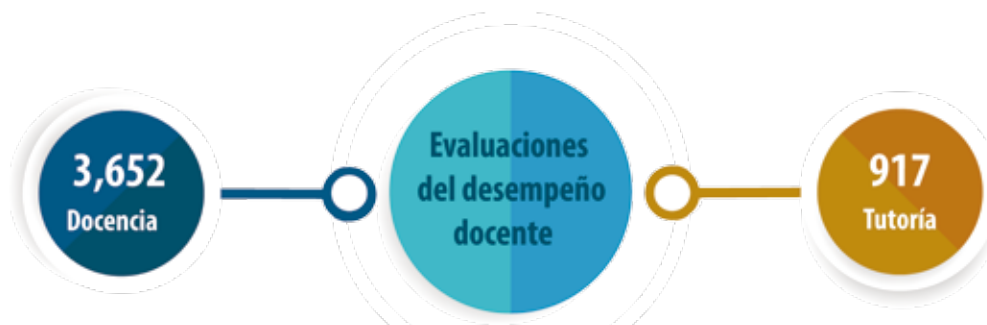 3,652
Docencia
Evaluaciones
del desempeño
docente
917
Tutoría